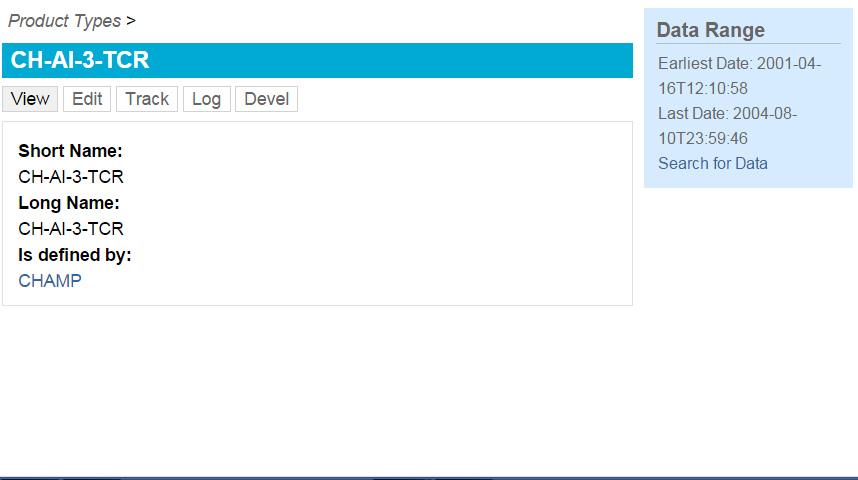 Product Types >
CH-AI-3-TCR
View Edit Track Log Devel
Short Name:
CH-AI-3-TCR
Long Name:
CH-AI-3-TCR
Is defined by:
CHAMP
Data Range
Earliest Date: 2001-04-
16T12:10:58
Last Date: 2004-08-
10T23:59:46
Search for Data